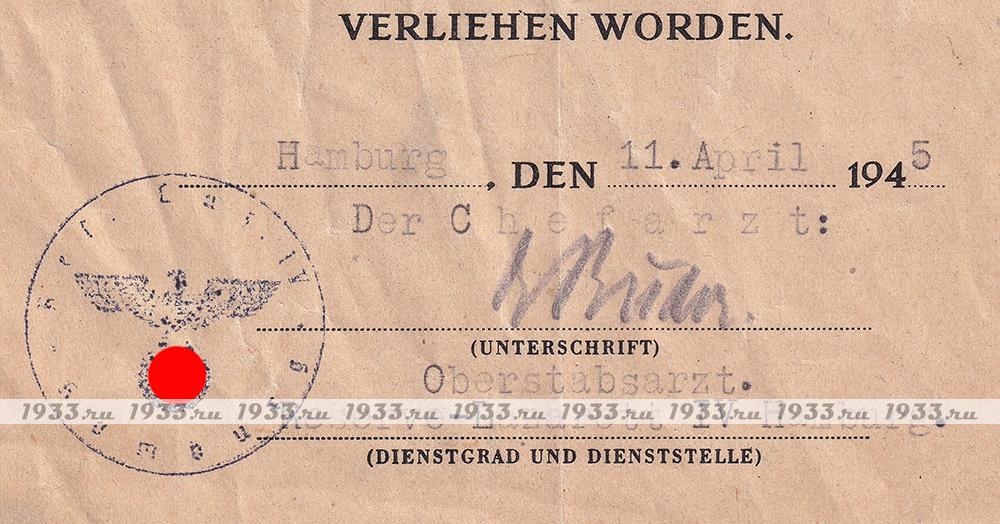 VERLIEHEN WORDEN.
Hamburg, DEN 11. April 1945
Der Chefarzt:
(UNTERSCHRIFT)
Oberstabsarzt.
Reserve-Lazarett IV Hamburg.
1933.ru 1933.ru 1933.ru 1933.ru 1933.ru 1933.ru 1933.ru 1933.ru 1933.ru
(DIENSTGRAD UND DIENSTSTELLE)